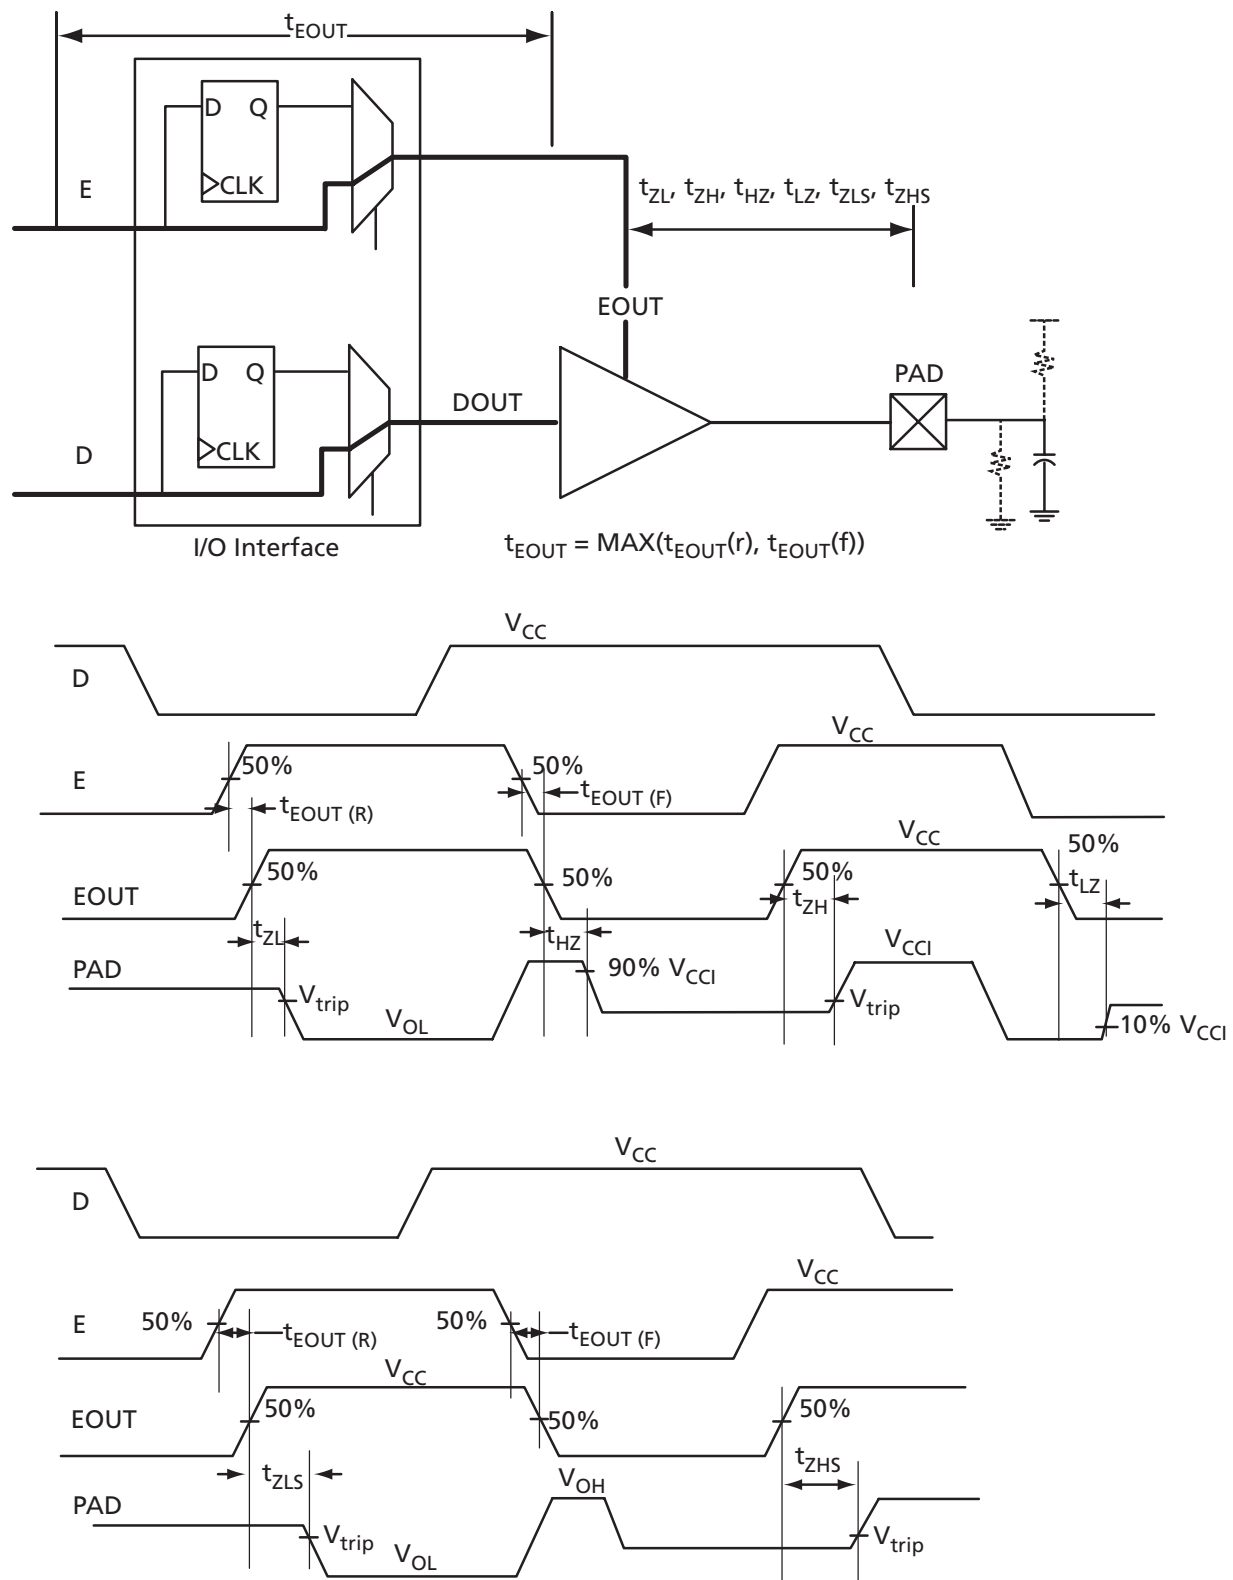 tEOUT
D Q
CLK
E
tZL, tZH, tHZ, tLZ, tZLS, tZHS
EOUT
D Q
CLK
DOUT
PAD
D
I/O Interface
tEOUT = MAX(tEOUT(r), tEOUT(f))
VCC
D
VCC
E
50%
50%
tEOUT (R)
tEOUT (F)
VCC
50%
EOUT
50%
50%
50%
tZL
tHZ
tZH
tLZ
PAD
VCCI
90% VCCI
Vtrip
VOL
Vtrip
10% VCCI
VCC
D
VCC
E
50%
tEOUT (R)
50%
tEOUT (F)
VCC
EOUT
50%
50%
50%
tZLS
tZHS
PAD
VOH
Vtrip
VOL
Vtrip